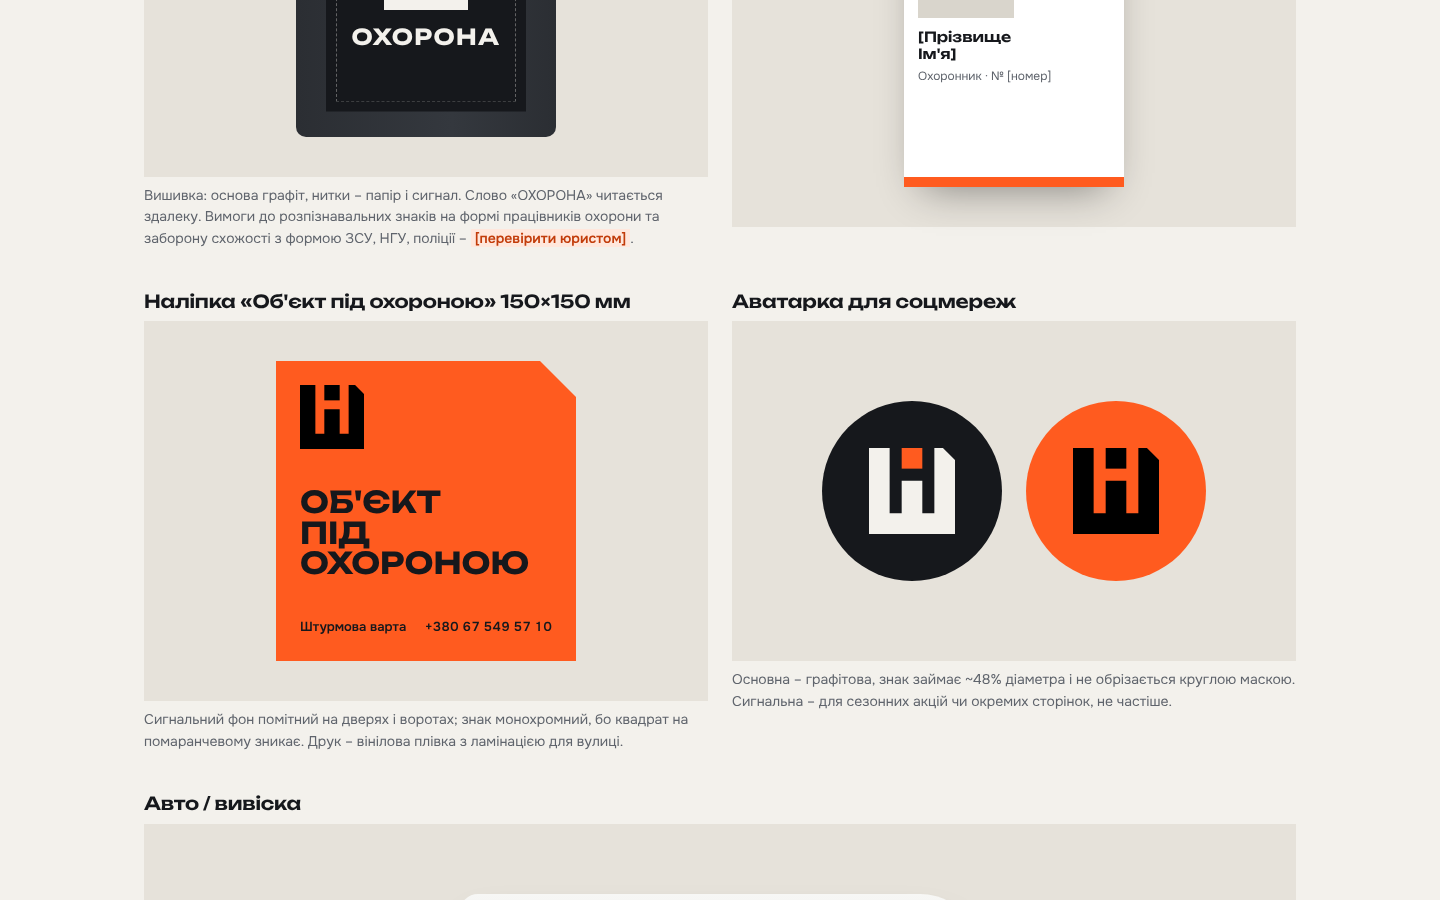 ОХОРОНА
[Прізвище
Ім'я]
Охоронник · № [номер]
Вишивка: основа графіт, нитки – папір і сигнал. Слово «ОХОРОНА» читається
здалеку. Вимоги до розпізнавальних знаків на формі працівників охорони та
заборону схожості з формою ЗСУ, НГУ, поліції – [перевірити юристом] .
Наліпка «Об'єкт під охороною» 150×150 мм
ОБ'ЄКТ
ПІД
ОХОРОНОЮ
Штурмова варта +380 67 549 57 10
Сигнальний фон помітний на дверях і воротах; знак монохромний, бо квадрат на
помаранчевому зникає. Друк – вінілова плівка з ламінацією для вулиці.
Аватарка для соцмереж
Основна – графітова, знак займає ~48% діаметра і не обрізається круглою маскою.
Сигнальна – для сезонних акцій чи окремих сторінок, не частіше.
Авто / вивіска